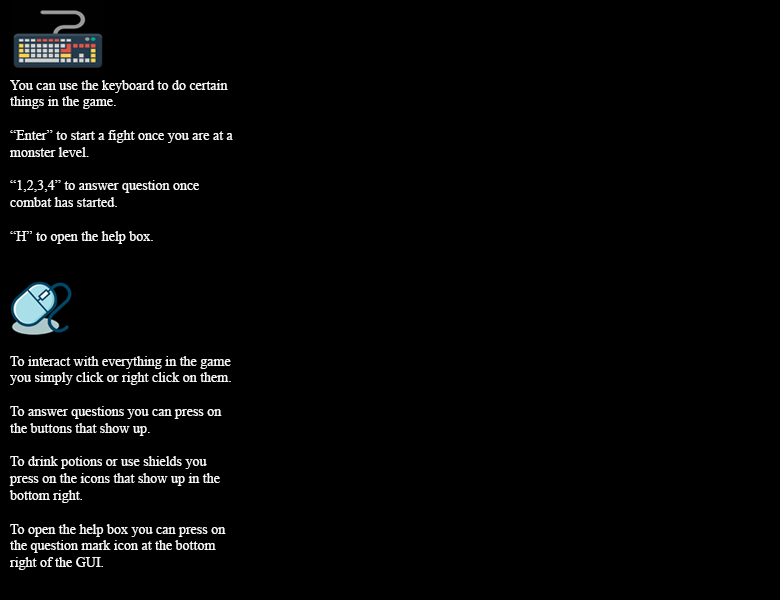 You can use the keyboard to do certain
things in the game.
“Enter” to start a fight once you are at a
monster level.
“1,2,3,4” to answer question once
combat has started.
“H” to open the help box.
To interact with everything in the game
you simply click or right click on them.
To answer questions you can press on
the buttons that show up.
To drink potions or use shields you
press on the icons that show up in the
bottom right.
To open the help box you can press on
the question mark icon at the bottom
right of the GUI.